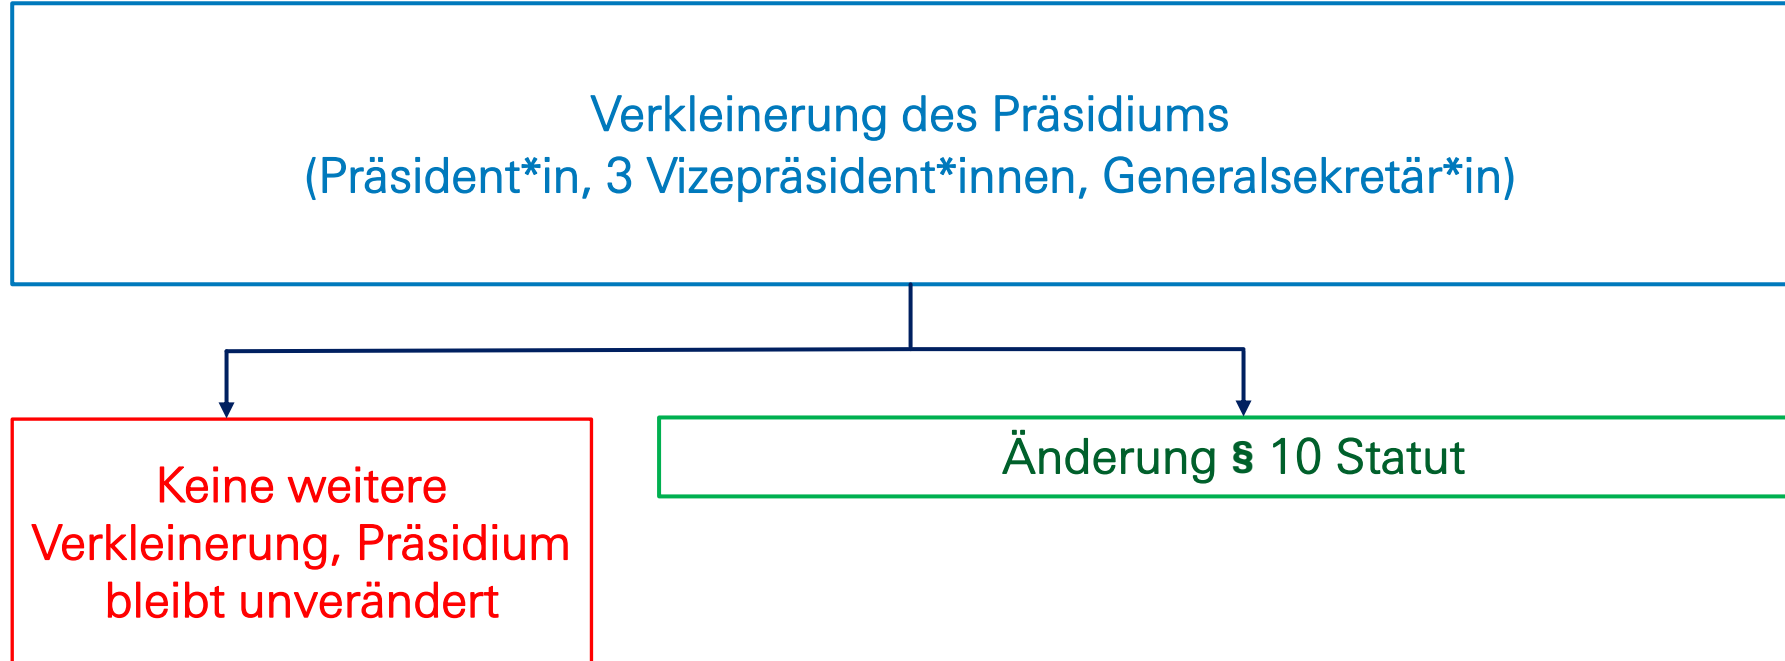 Verkleinerung des Präsidiums
(Präsident*in, 3 Vizepräsident*innen, Generalsekretär*in)
Änderung § 10 Statut
Keine weitere
Verkleinerung, Präsidium
bleibt unverändert